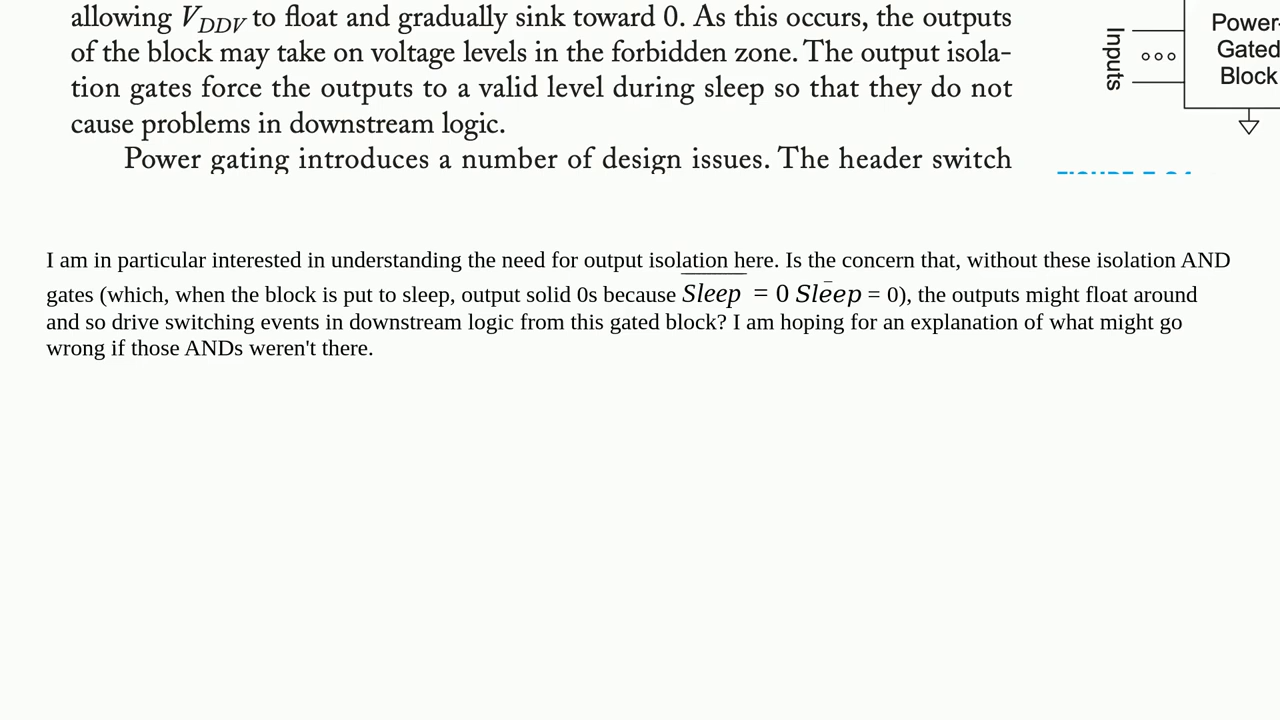 allowing V_DDV to float and gradually sink toward 0. As this occurs, the outputs
of the block may take on voltage levels in the forbidden zone. The output isola-
tion gates force the outputs to a valid level during sleep so that they do not
cause problems in downstream logic.
Power gating introduces a number of design issues. The header switch
Inputs
Power-
Gated
Block
I am in particular interested in understanding the need for output isolation here. Is the concern that, without these isolation AND
gates (which, when the block is put to sleep, output solid 0s because S̅l̅e̅e̅p̅ = 0 Sle̅ep = 0), the outputs might float around
and so drive switching events in downstream logic from this gated block? I am hoping for an explanation of what might go
wrong if those ANDs weren't there.